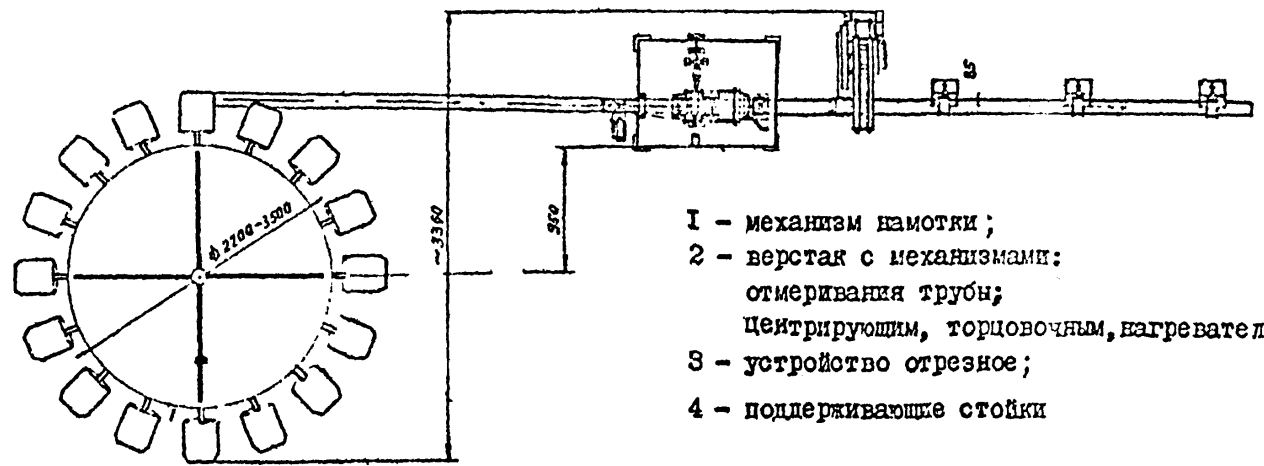 φ 2700-3500
~3360
950
85
I - механизм намотки;
2 - верстак с механизмами:
отмеривания трубы;
центрирующим, торцовочным, нагревател
3 - устройство отрезное;
4 - поддерживающие стойки